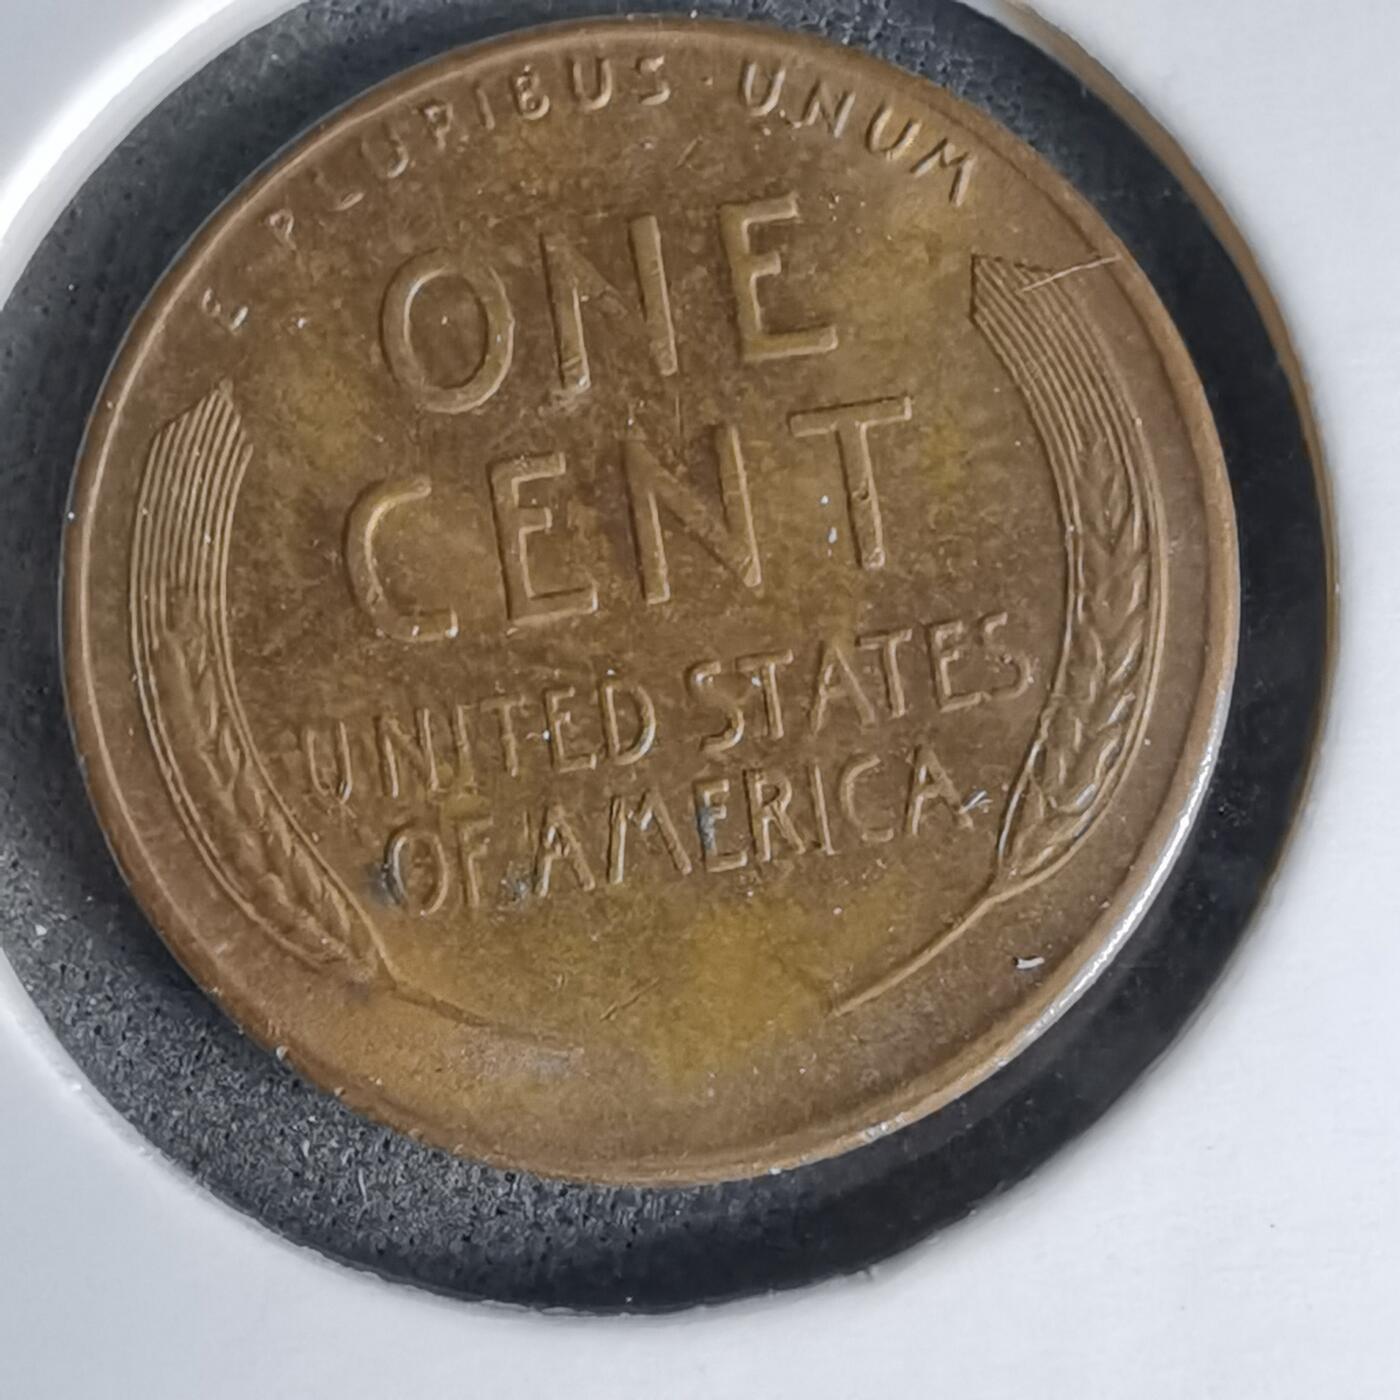 E PLURIBUS · UNUM
ONE
CENT
UNITED STATES
OF AMERICA